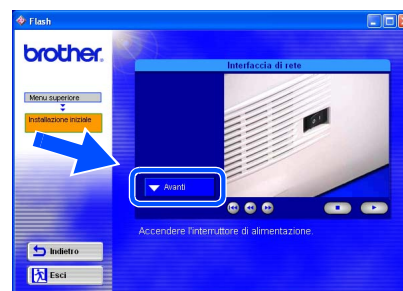 Flash
brother.
Interfaccia di rete
Menu superiore
Installazione iniziale
Avanti
Accendere l'interruttore di alimentazione.
Indietro
Esci